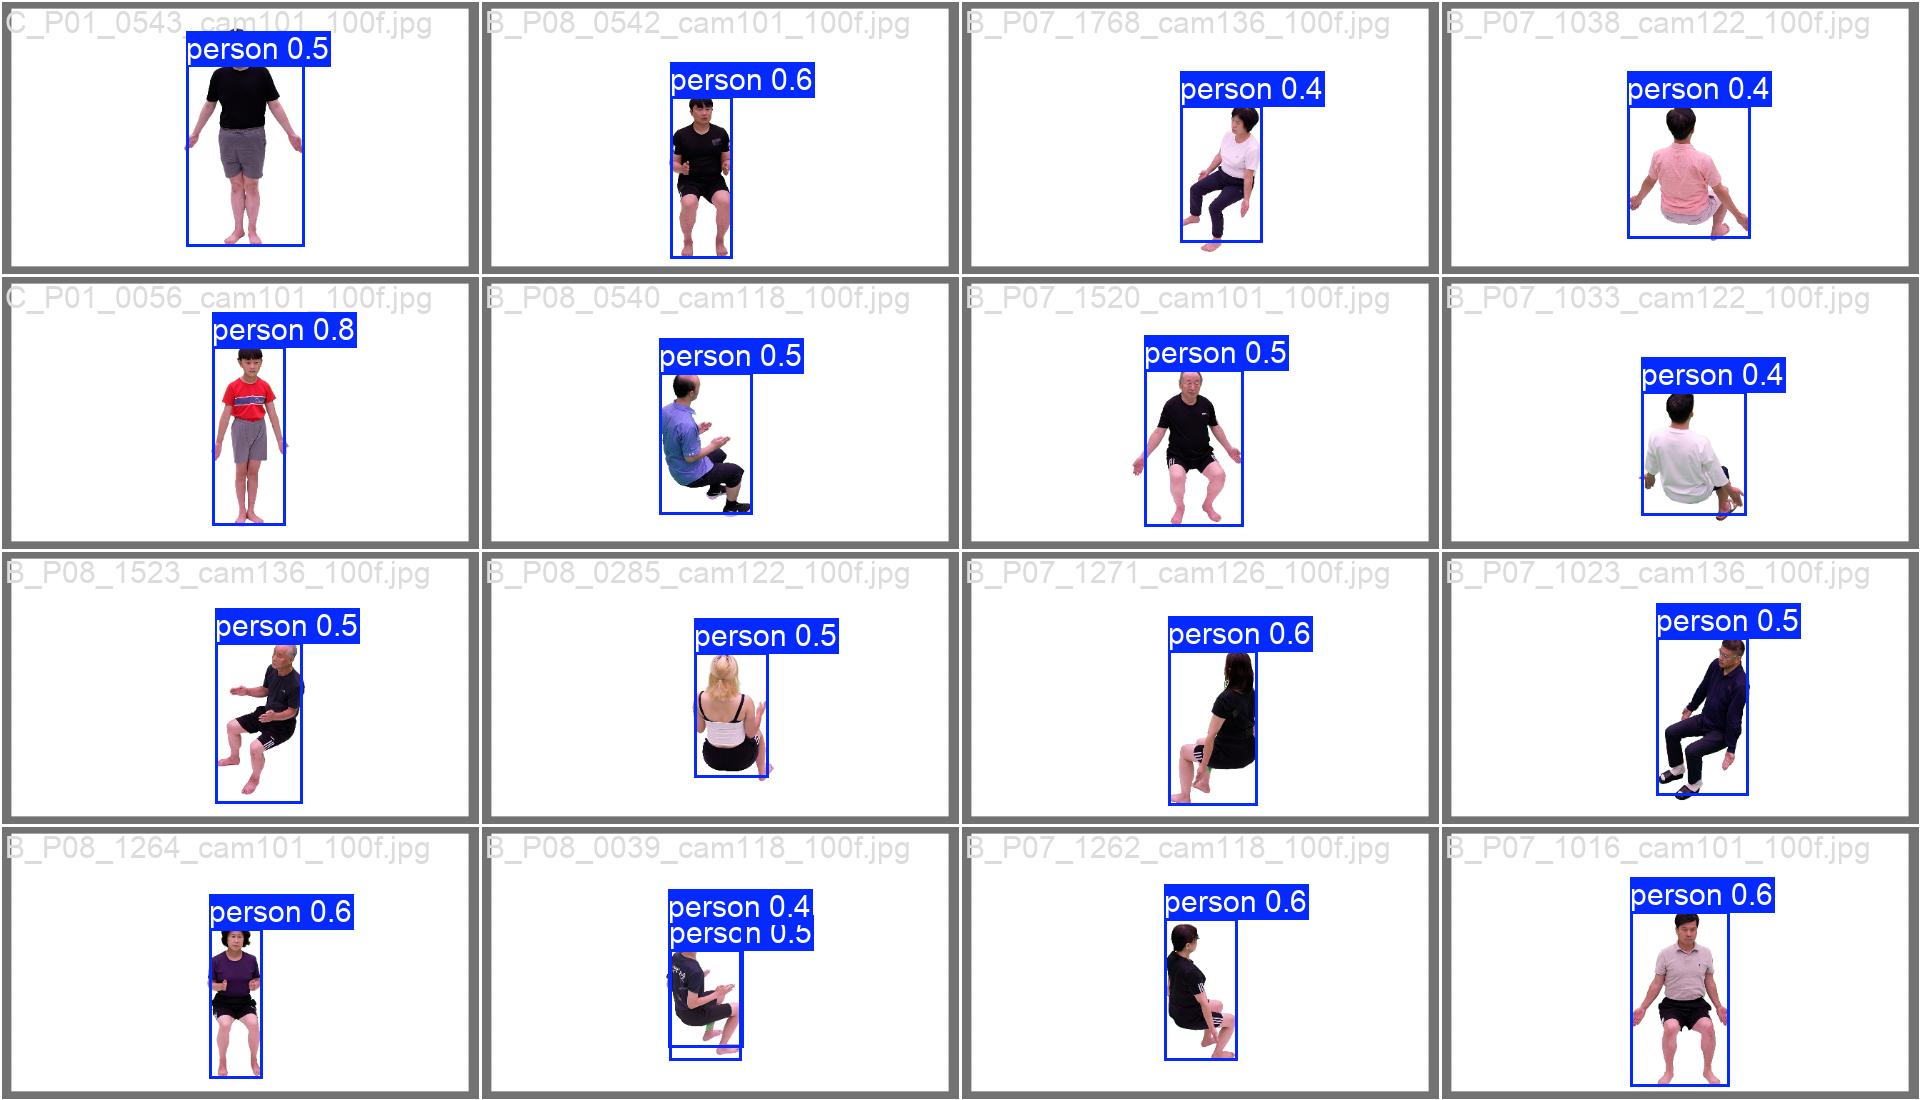 C_P01_0543_cam101_100f.jpg
person 0.5
B_P08_0542_cam101_100f.jpg
person 0.6
B_P07_1768_cam136_100f.jpg
person 0.4
B_P07_1038_cam122_100f.jpg
person 0.4
C_P01_0056_cam101_100f.jpg
person 0.8
B_P08_0540_cam118_100f.jpg
person 0.5
B_P07_1520_cam101_100f.jpg
person 0.5
B_P07_1033_cam122_100f.jpg
person 0.4
B_P08_1523_cam136_100f.jpg
person 0.5
B_P08_0285_cam122_100f.jpg
person 0.5
B_P07_1271_cam126_100f.jpg
person 0.6
B_P07_1023_cam136_100f.jpg
person 0.5
B_P08_1264_cam101_100f.jpg
person 0.6
B_P08_0039_cam118_100f.jpg
person 0.4
person 0.5
B_P07_1262_cam118_100f.jpg
person 0.6
B_P07_1016_cam101_100f.jpg
person 0.6